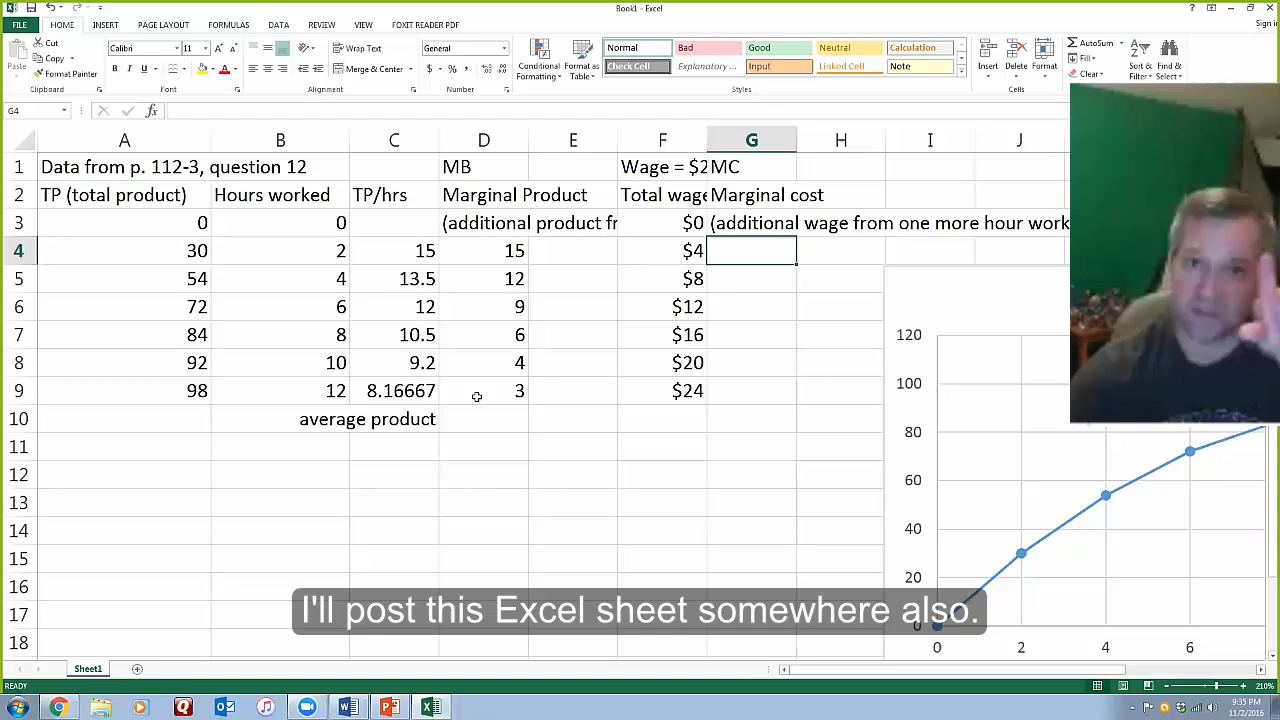 Book1 - Excel
FILE HOME INSERT PAGE LAYOUT FORMULAS DATA REVIEW VIEW FOXIT READER PDF Sign in
Paste
Cut
Copy
Format Painter
Clipboard
Calibri 11
B I U
Font
Wrap Text
Merge & Center
Alignment
General
$ % ,
Number
Conditional Formatting
Format as Table
Normal Bad Good Neutral Calculation
Check Cell Explanatory ... Input Linked Cell Note
Styles
Insert Delete Format
Cells
AutoSum
Fill
Clear
Sort & Filter
Find & Select
G4 fx
A B C D E F G H I J
1 Data from p. 112-3, question 12 MB Wage = $2 MC
2 TP (total product) Hours worked TP/hrs Marginal Product Total wage Marginal cost
3 0 0 (additional product fr $0 (additional wage from one more hour work
4 30 2 15 15 $4
5 54 4 13.5 12 $8
6 72 6 12 9 $12
7 84 8 10.5 6 $16
8 92 10 9.2 4 $20
9 98 12 8.16667 3 $24
10 average product
11
12
13
14
15
16
17
18
120
100
80
60
40
20
0
0 2 4 6
I'll post this Excel sheet somewhere also.
Sheet1
READY 210%
9:35 PM
11/2/2016